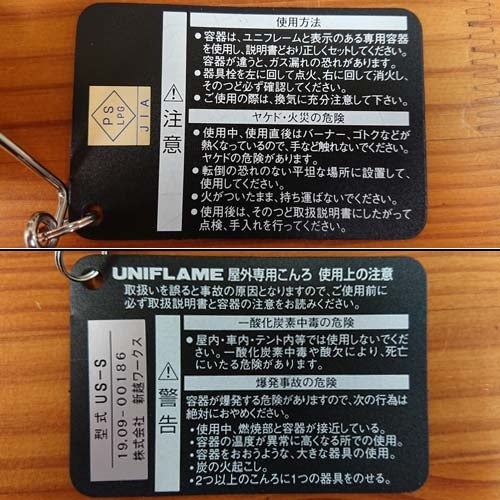 使用方法
●容器は、ユニフレームと表示のある専用容器
を使用し、説明書どおり正しくセットしてください。
容器が違うと、ガス漏れの恐れがあります。
●器具栓を左に回して点火、右に回して消火し、
そのつど必ず確認してください。
●ご使用の際は、換気に充分注意して下さい。
ヤケド・火災の危険
●使用中、使用直後はバーナー、ゴトクなどが
熱くなっているので、手など触れないでください。
ヤケドの危険があります。
●転倒の恐れのない平坦な場所に設置して、
使用してください。
●火がついたまま、持ち運ばないでください。
●使用後は、そのつど取扱説明書にしたがって
点検、手入れを行ってください。
注意
PS
LPG
JIA
UNIFLAME 屋外専用こんろ 使用上の注意
取扱いを誤ると事故の原因となりますので、ご使用前に
必ず取扱説明書と容器の注意をお読みください。
一酸化炭素中毒の危険
●屋内・車内・テント内等では使用しないでくだ
さい。一酸化炭素中毒や酸欠により、死亡
にいたる危険があります。
爆発事故の危険
容器が爆発する危険がありますので、次の行為は
絶対におやめください。
・使用中、燃焼部と容器が接近している。
・容器の温度が異常に高くなる所での使用。
・容器をおおうような、大きな器具の使用。
・炭の火起こし。
・2つ以上のこんろに1つの器具をのせる。
警告
型式 US-S
19.09-00186
株式会社 新越ワークス